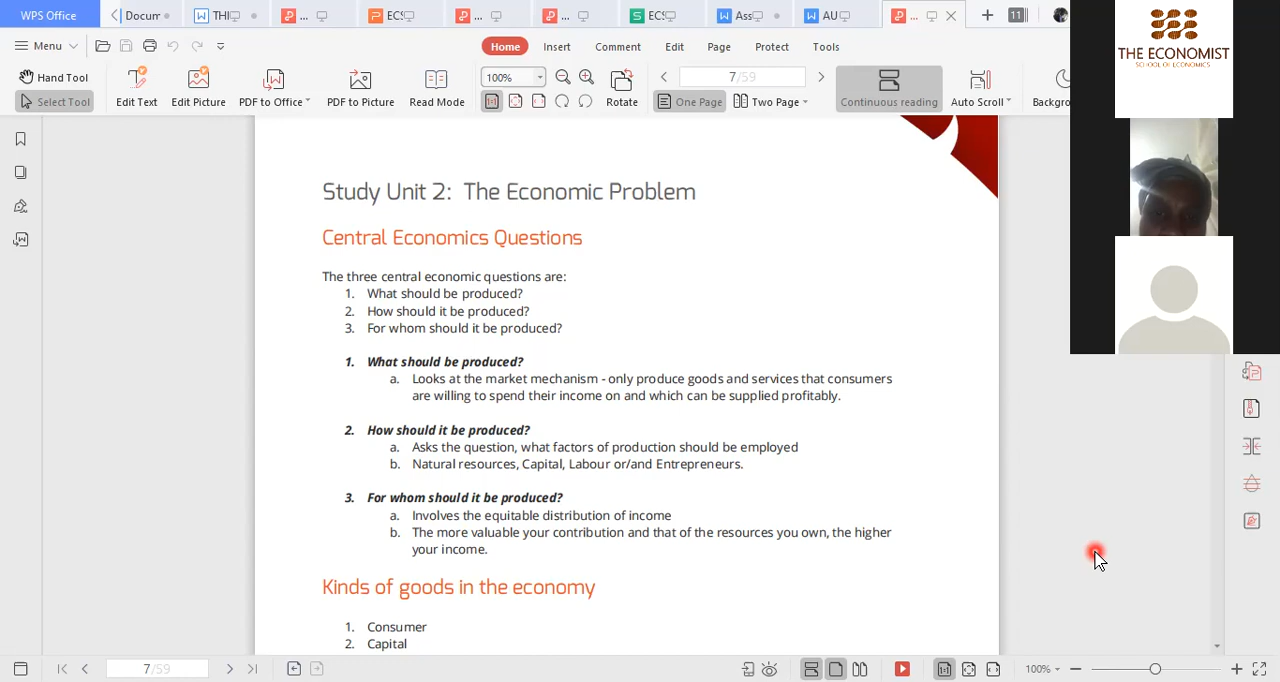 WPS Office
Docum
THI
...
ECS
...
...
ECS
Ass
AU
...
11
Menu
Home
Insert
Comment
Edit
Page
Protect
Tools
Hand Tool
Select Tool
Edit Text
Edit Picture
PDF to Office
PDF to Picture
Read Mode
100%
Rotate
7/59
One Page
Two Page
Continuous reading
Auto Scroll
Backgro
THE ECONOMIST
SCHOOL OF ECONOMICS
Study Unit 2: The Economic Problem
Central Economics Questions
The three central economic questions are:
1. What should be produced?
2. How should it be produced?
3. For whom should it be produced?
1. What should be produced?
a. Looks at the market mechanism - only produce goods and services that consumers
are willing to spend their income on and which can be supplied profitably.
2. How should it be produced?
a. Asks the question, what factors of production should be employed
b. Natural resources, Capital, Labour or/and Entrepreneurs.
3. For whom should it be produced?
a. Involves the equitable distribution of income
b. The more valuable your contribution and that of the resources you own, the higher
your income.
Kinds of goods in the economy
1. Consumer
2. Capital
7/59
100%